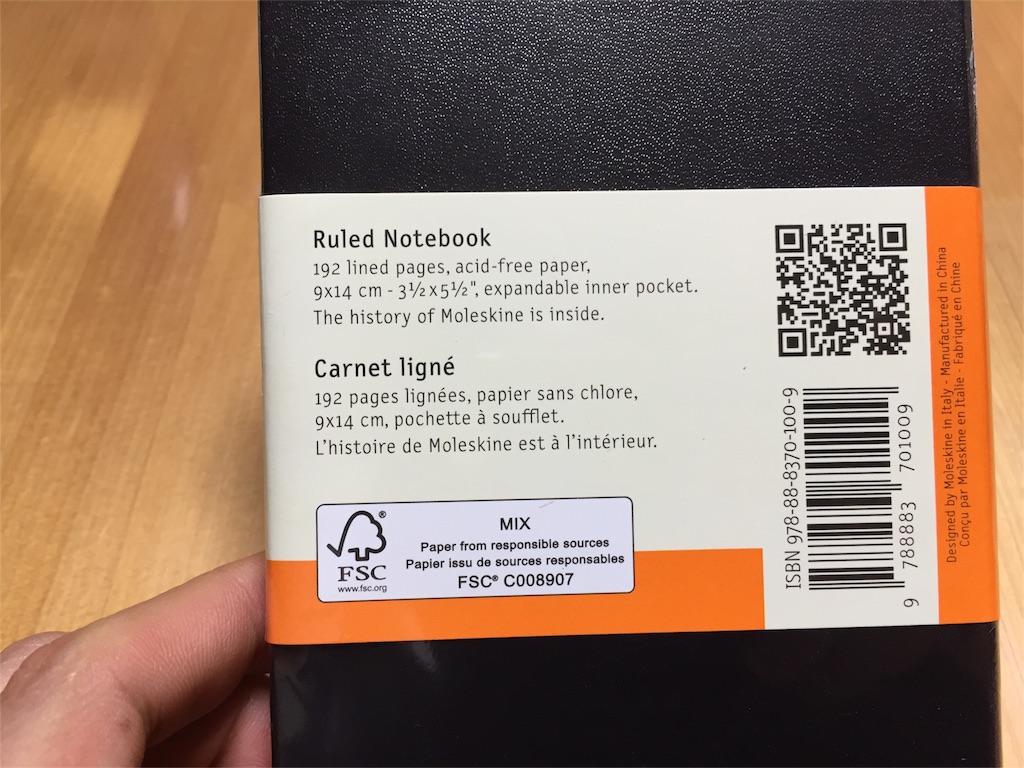 Ruled Notebook
192 lined pages, acid-free paper,
9x14 cm - 3½x5½", expandable inner pocket.
The history of Moleskine is inside.
Carnet ligné
192 pages lignées, papier sans chlore,
9x14 cm, pochette à soufflet.
L'histoire de Moleskine est à l'intérieur.
®
FSC
www.fsc.org
MIX
Paper from responsible sources
Papier issu de sources responsables
FSC® C008907
ISBN 978-88-8370-100-9
9 788883 701009
Designed by Moleskine in Italy - Manufactured in China
Conçu par Moleskine en Italie - Fabriqué en Chine